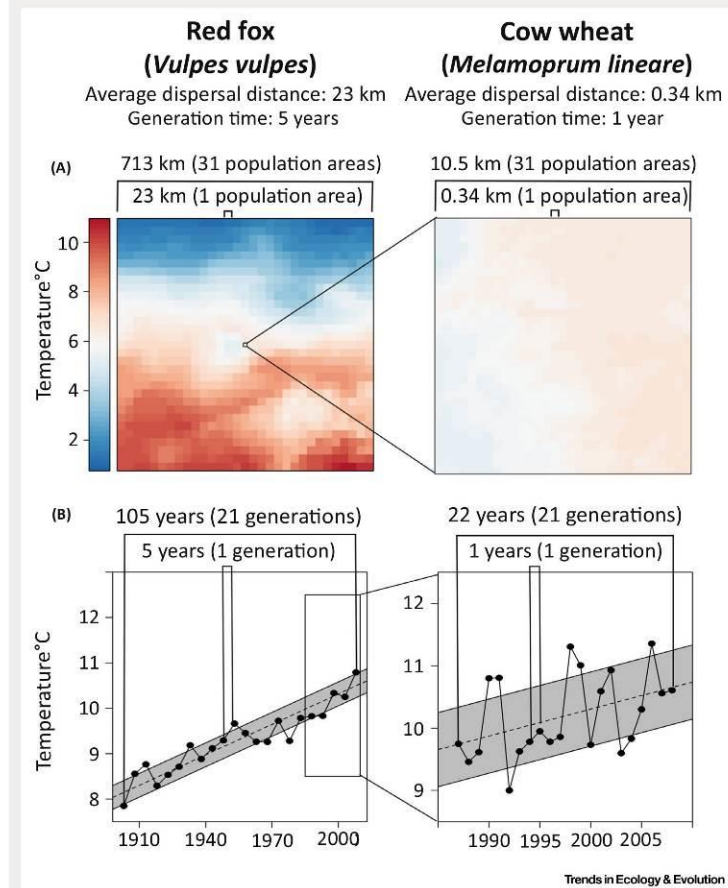 Red fox
(Vulpes vulpes)
Average dispersal distance: 23 km
Generation time: 5 years
Cow wheat
(Melamoprum lineare)
Average dispersal distance: 0.34 km
Generation time: 1 year
(A)
713 km (31 population areas)
23 km (1 population area)
10.5 km (31 population areas)
0.34 km (1 population area)
Temperature°C
10
8
6
4
2
(B)
105 years (21 generations)
5 years (1 generation)
22 years (21 generations)
1 years (1 generation)
Temperature°C
12
11
10
9
8
1910
1940
1970
2000
12
11
10
9
1990
1995
2000
2005
Trends in Ecology & Evolution